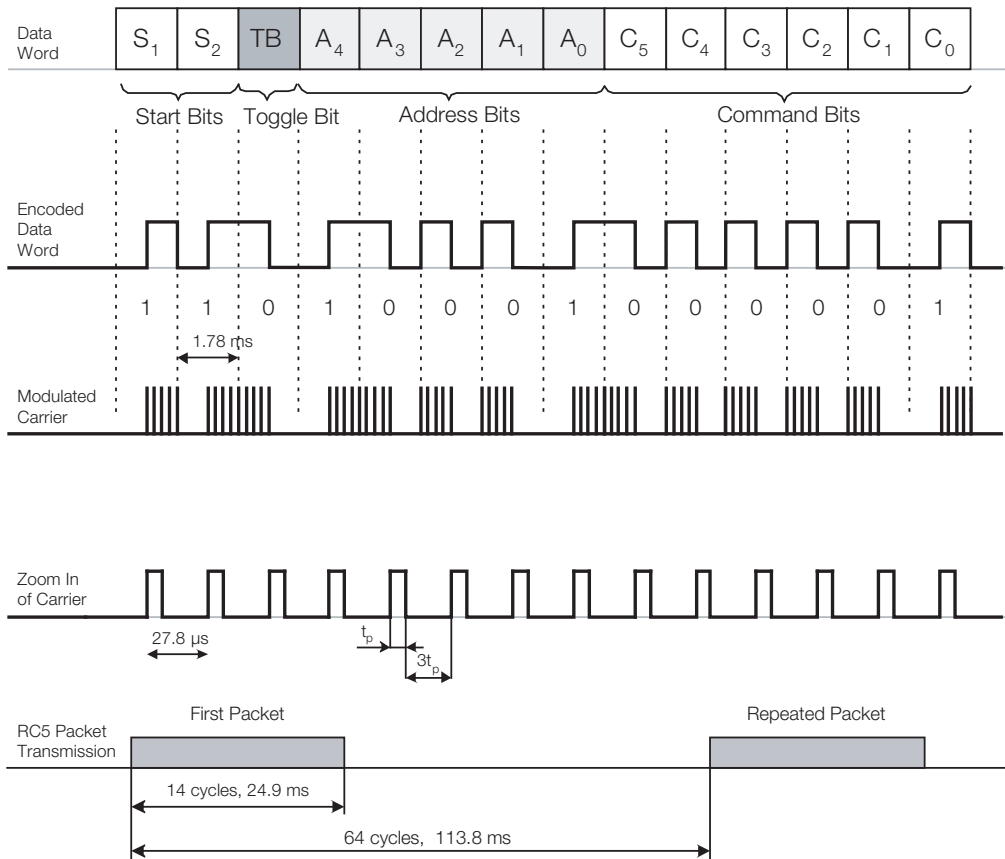 Data
Word
S1 S2 TB A4 A3 A2 A1 A0 C5 C4 C3 C2 C1 C0
Start Bits Toggle Bit Address Bits Command Bits
Encoded
Data
Word
1 1 0 1 0 0 0 1 0 0 0 0 0 1
1.78 ms
Modulated
Carrier
Zoom In
of Carrier
27.8 µs
tp
3tp
RC5 Packet
Transmission
First Packet
Repeated Packet
14 cycles, 24.9 ms
64 cycles, 113.8 ms